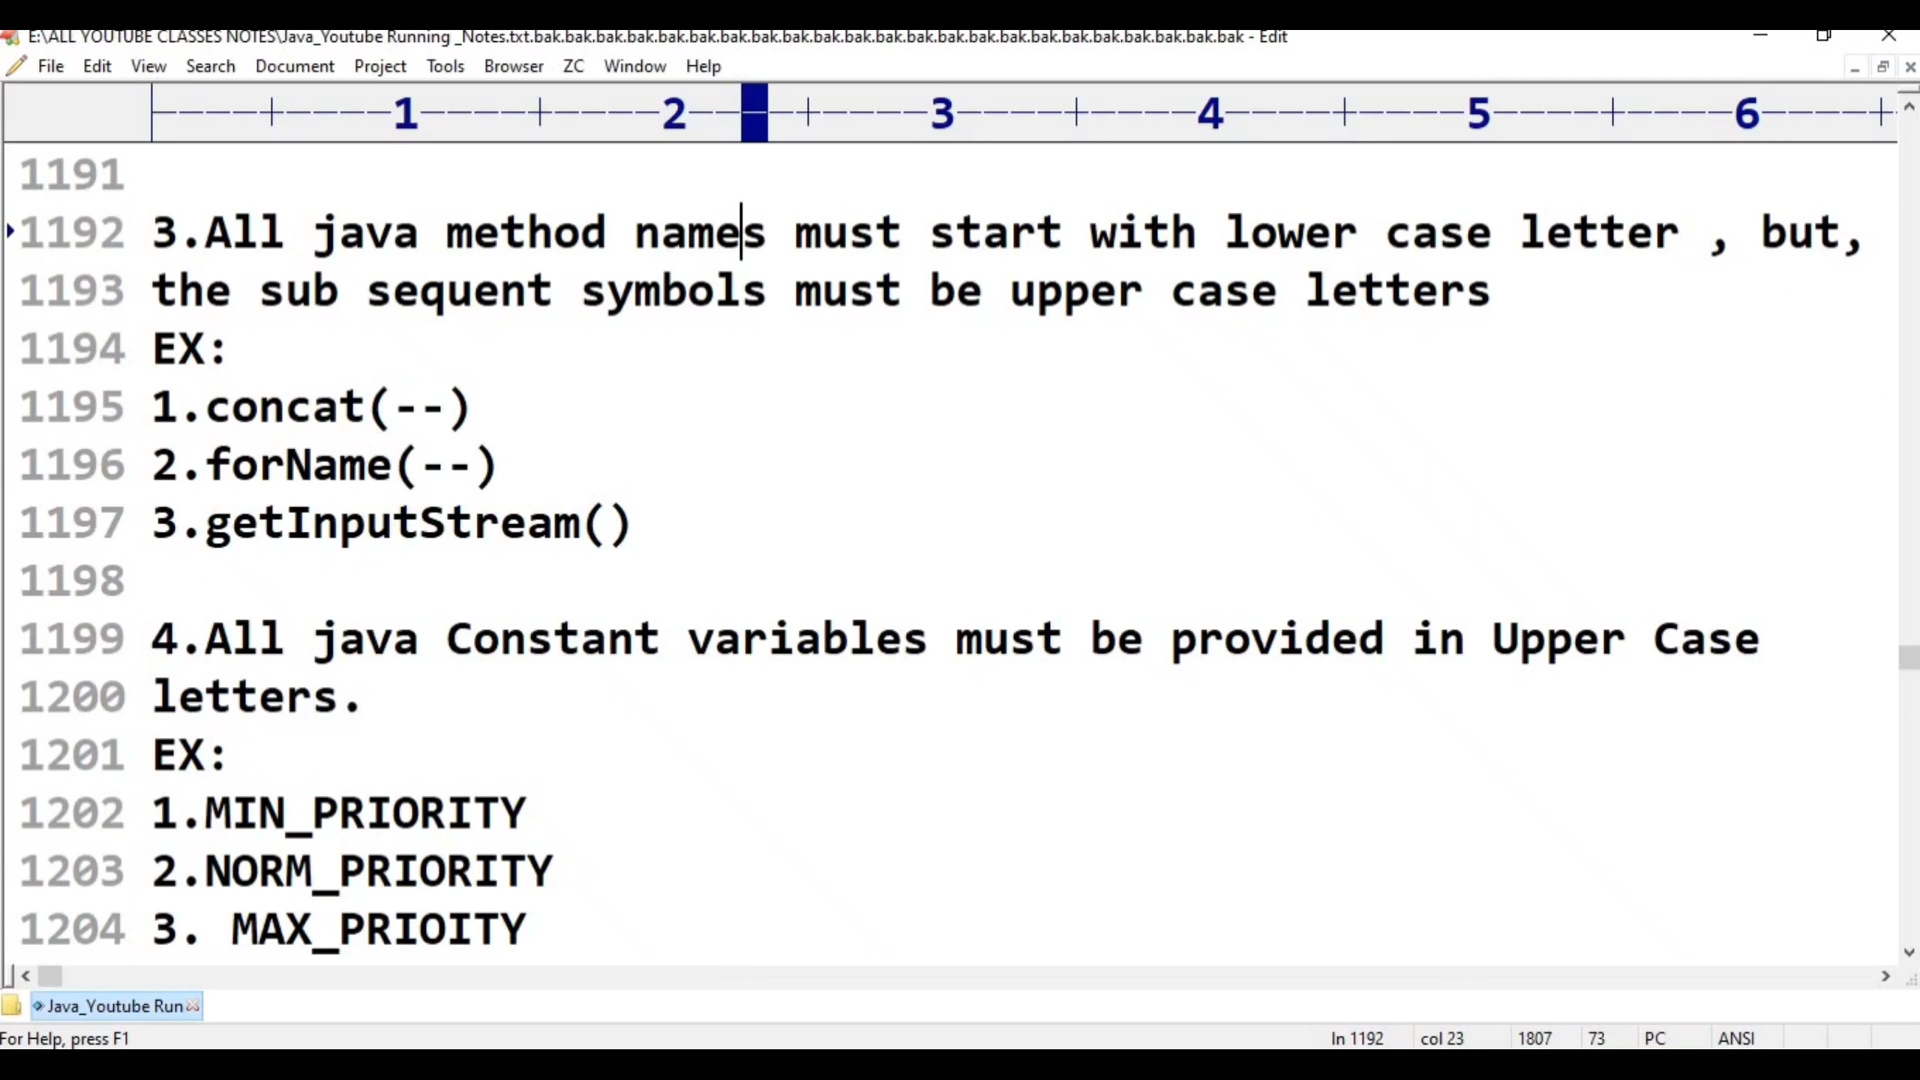 E:\ALL YOUTUBE CLASSES NOTES\Java_Youtube Running _Notes.txt.bak.bak.bak.bak.bak.bak.bak.bak.bak.bak.bak.bak.bak.bak.bak.bak.bak.bak.bak.bak.bak.bak.bak - Edit
File Edit View Search Document Project Tools Browser ZC Window Help
1 2 3 4 5 6
1191
1192 3.All java method names must start with lower case letter , but,
1193 the sub sequent symbols must be upper case letters
1194 EX:
1195 1.concat(--)
1196 2.forName(--)
1197 3.getInputStream()
1198
1199 4.All java Constant variables must be provided in Upper Case
1200 letters.
1201 EX:
1202 1.MIN_PRIORITY
1203 2.NORM_PRIORITY
1204 3. MAX_PRIOITY
Java_Youtube Run
For Help, press F1 ln 1192 col 23 1807 73 PC ANSI